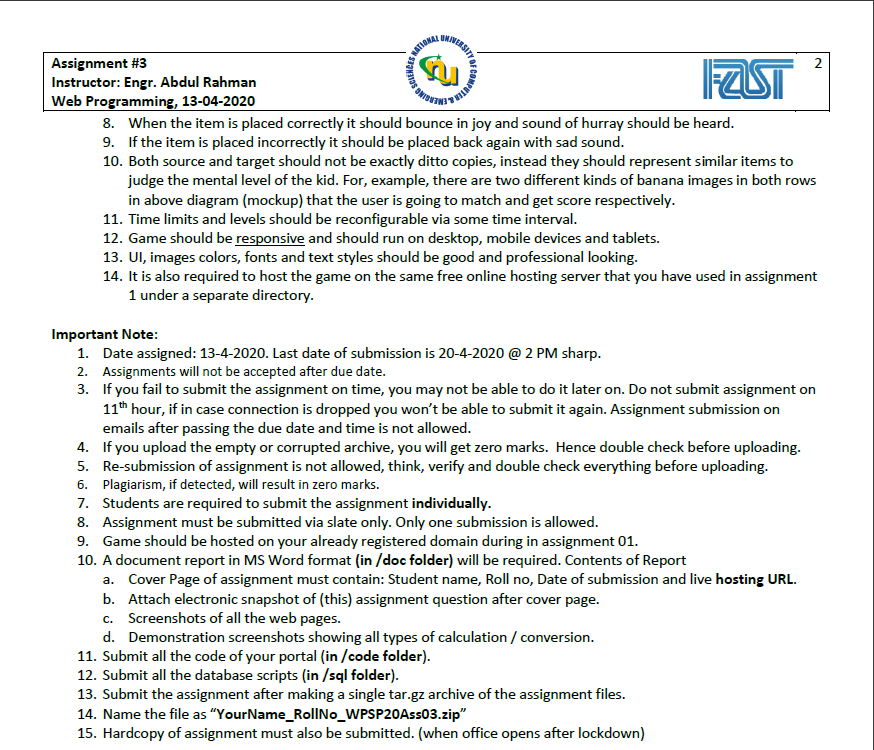 Assignment #3
Instructor: Engr. Abdul Rahman
Web Programming, 13-04-2020
NATIONAL UNIVERSITY OF COMPUTER & EMERGING SCIENCES
nu
FAST
2
8. When the item is placed correctly it should bounce in joy and sound of hurray should be heard.
9. If the item is placed incorrectly it should be placed back again with sad sound.
10. Both source and target should not be exactly ditto copies, instead they should represent similar items to
judge the mental level of the kid. For, example, there are two different kinds of banana images in both rows
in above diagram (mockup) that the user is going to match and get score respectively.
11. Time limits and levels should be reconfigurable via some time interval.
12. Game should be responsive and should run on desktop, mobile devices and tablets.
13. UI, images colors, fonts and text styles should be good and professional looking.
14. It is also required to host the game on the same free online hosting server that you have used in assignment
1 under a separate directory.
Important Note:
1. Date assigned: 13-4-2020. Last date of submission is 20-4-2020 @ 2 PM sharp.
2. Assignments will not be accepted after due date.
3. If you fail to submit the assignment on time, you may not be able to do it later on. Do not submit assignment on
11th hour, if in case connection is dropped you won't be able to submit it again. Assignment submission on
emails after passing the due date and time is not allowed.
4. If you upload the empty or corrupted archive, you will get zero marks. Hence double check before uploading.
5. Re-submission of assignment is not allowed, think, verify and double check everything before uploading.
6. Plagiarism, if detected, will result in zero marks.
7. Students are required to submit the assignment individually.
8. Assignment must be submitted via slate only. Only one submission is allowed.
9. Game should be hosted on your already registered domain during in assignment 01.
10. A document report in MS Word format (in /doc folder) will be required. Contents of Report
a. Cover Page of assignment must contain: Student name, Roll no, Date of submission and live hosting URL.
b. Attach electronic snapshot of (this) assignment question after cover page.
c. Screenshots of all the web pages.
d. Demonstration screenshots showing all types of calculation / conversion.
11. Submit all the code of your portal (in /code folder).
12. Submit all the database scripts (in /sql folder).
13. Submit the assignment after making a single tar.gz archive of the assignment files.
14. Name the file as "YourName_RollNo_WPSP20Ass03.zip"
15. Hardcopy of assignment must also be submitted. (when office opens after lockdown)